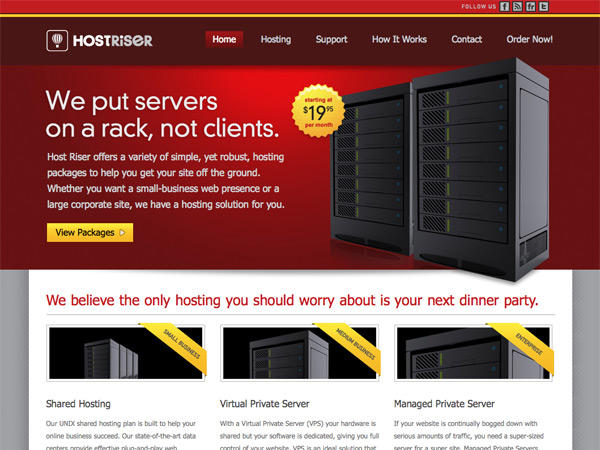 FOLLOW US
HOSTRISER
Home Hosting Support How It Works Contact Order Now!
We put servers
on a rack, not clients.
starting at
$19.95
per month
Host Riser offers a variety of simple, yet robust, hosting
packages to help you get your site off the ground.
Whether you want a small-business web presence or a
large corporate site, we have a hosting solution for you.
View Packages
We believe the only hosting you should worry about is your next dinner party.
SMALL BUSINESS
MEDIUM BUSINESS
ENTERPRISE
Shared Hosting
Our UNIX shared hosting plan is built to help your
online business succeed. Our state-of-the-art data
centers provide effective plug-and-play web
Virtual Private Server
With a Virtual Private Server (VPS) your hardware is
shared but your software is dedicated, giving you full
control of your website. VPS is an ideal solution that
Managed Private Server
If your website is continually bogged down with
serious amounts of traffic, you need a super-sized
server for a super site. Managed Private Servers